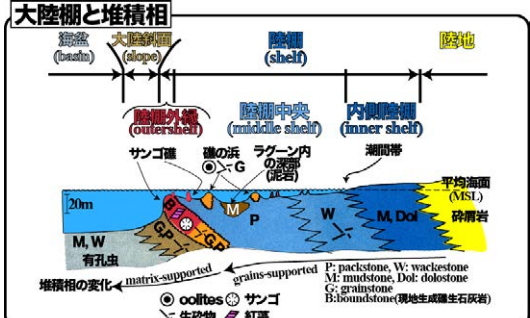 大陸棚と堆積相
海盆 大陸斜面 陸棚 陸地
(basin) (slope) (shelf)
陸棚外縁 陸棚中央 内側陸棚
(outershelf) (middle shelf) (inner shelf)
サンゴ礁 礁の浜 ラグーン内の深部(泥岩) 潮間帯
G
平均海面
(MSL)
20m
B M P W M, Dol 砕屑岩
G,P G,P
M, W
有孔虫
堆積相の変化 matrix-supported grains-supported
P: packstone, W: wackestone
M: mudstone, Dol: dolostone
G: grainstone
B:boundstone(現地生成礁生石灰岩)
oolites サンゴ
生砕物 紅藻